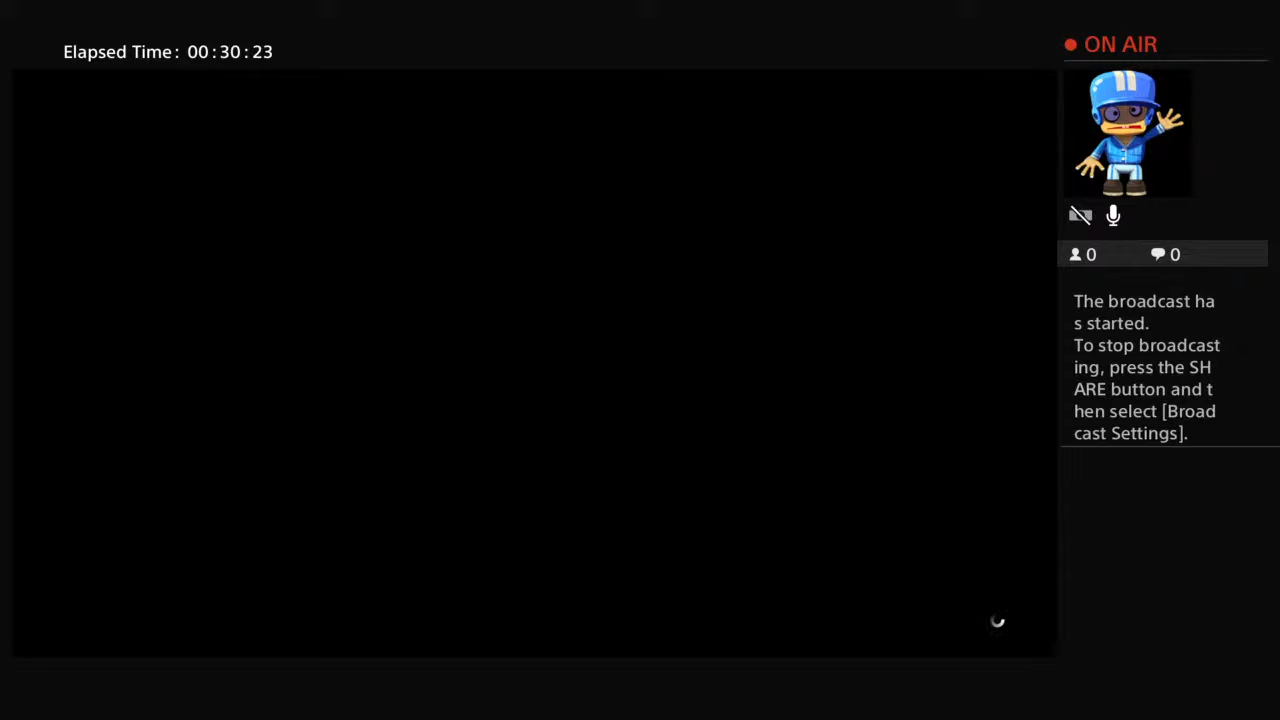 Elapsed Time: 00:30:23
ON AIR
0 0
The broadcast ha
s started.
To stop broadcast
ing, press the SH
ARE button and t
hen select [Broad
cast Settings].